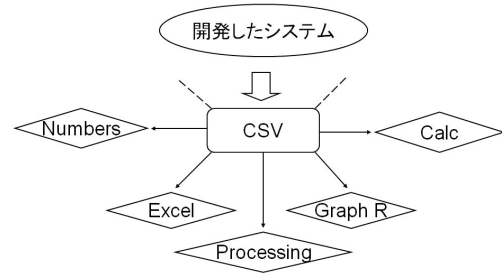 開発したシステム
CSV
Numbers
Calc
Excel
Graph R
Processing